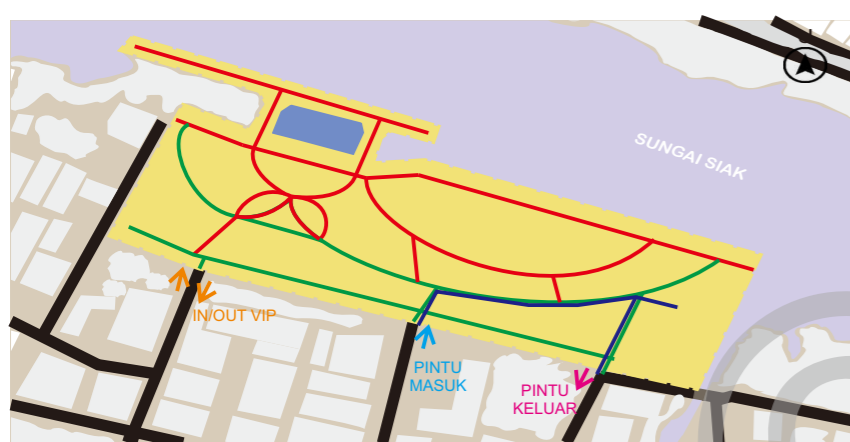 SUNGAI SIAK
IN/OUT VIP
PINTU
MASUK
PINTU
KELUAR